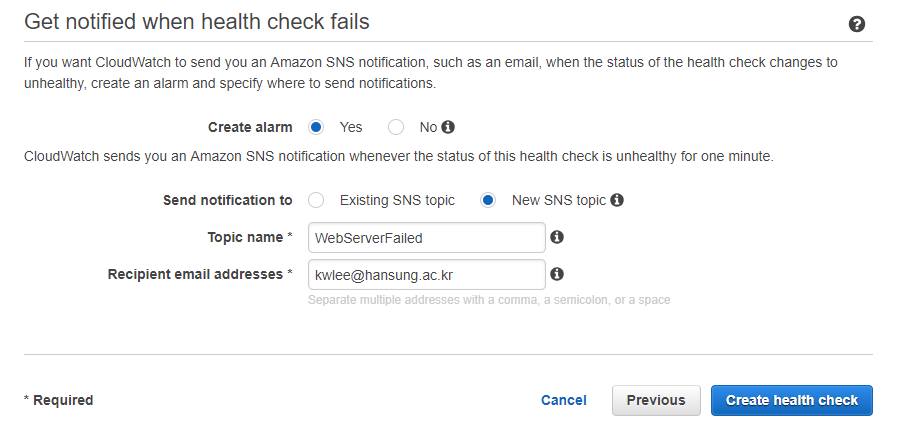 Get notified when health check fails
If you want CloudWatch to send you an Amazon SNS notification, such as an email, when the status of the health check changes to
unhealthy, create an alarm and specify where to send notifications.
Create alarm Yes No
CloudWatch sends you an Amazon SNS notification whenever the status of this health check is unhealthy for one minute.
Send notification to Existing SNS topic New SNS topic
Topic name * WebServerFailed
Recipient email addresses * kwlee@hansung.ac.kr
Separate multiple addresses with a comma, a semicolon, or a space
* Required Cancel Previous Create health check